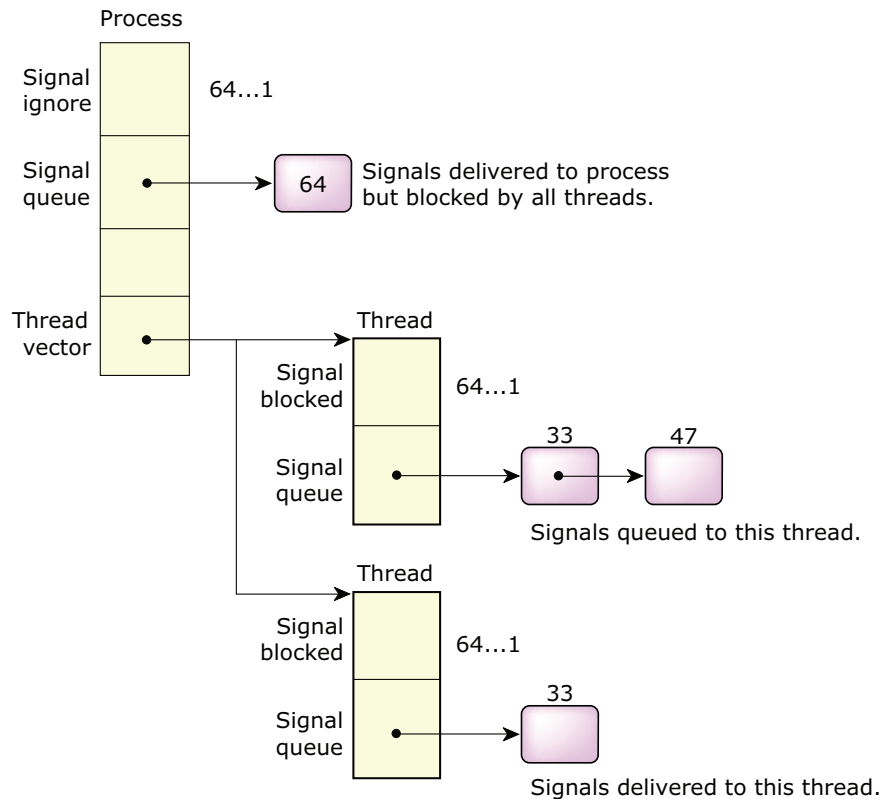 Process
Signal
ignore
64...1
Signal
queue
64
Signals delivered to process
but blocked by all threads.
Thread
vector
Thread
Signal
blocked
64...1
Signal
queue
33
47
Signals queued to this thread.
Thread
Signal
blocked
64...1
Signal
queue
33
Signals delivered to this thread.